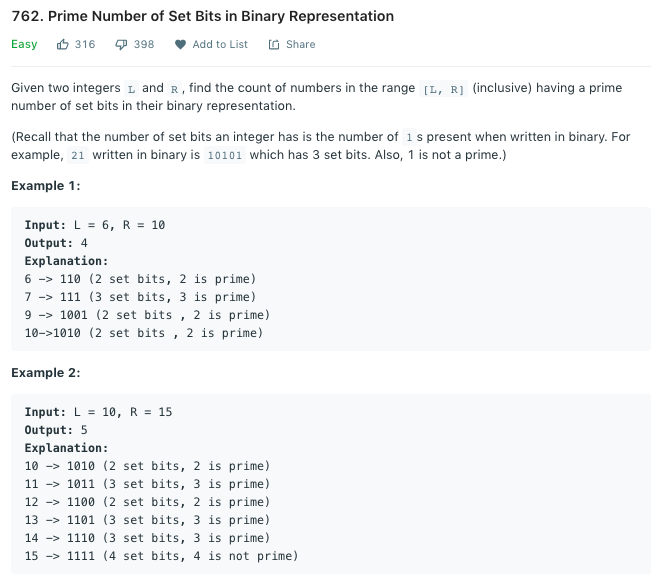 762. Prime Number of Set Bits in Binary Representation
Easy 316 398 Add to List Share
Given two integers L and R , find the count of numbers in the range [L, R] (inclusive) having a prime
number of set bits in their binary representation.
(Recall that the number of set bits an integer has is the number of 1 s present when written in binary. For
example, 21 written in binary is 10101 which has 3 set bits. Also, 1 is not a prime.)
Example 1:
Input: L = 6, R = 10
Output: 4
Explanation:
6 -> 110 (2 set bits, 2 is prime)
7 -> 111 (3 set bits, 3 is prime)
9 -> 1001 (2 set bits , 2 is prime)
10->1010 (2 set bits , 2 is prime)
Example 2:
Input: L = 10, R = 15
Output: 5
Explanation:
10 -> 1010 (2 set bits, 2 is prime)
11 -> 1011 (3 set bits, 3 is prime)
12 -> 1100 (2 set bits, 2 is prime)
13 -> 1101 (3 set bits, 3 is prime)
14 -> 1110 (3 set bits, 3 is prime)
15 -> 1111 (4 set bits, 4 is not prime)